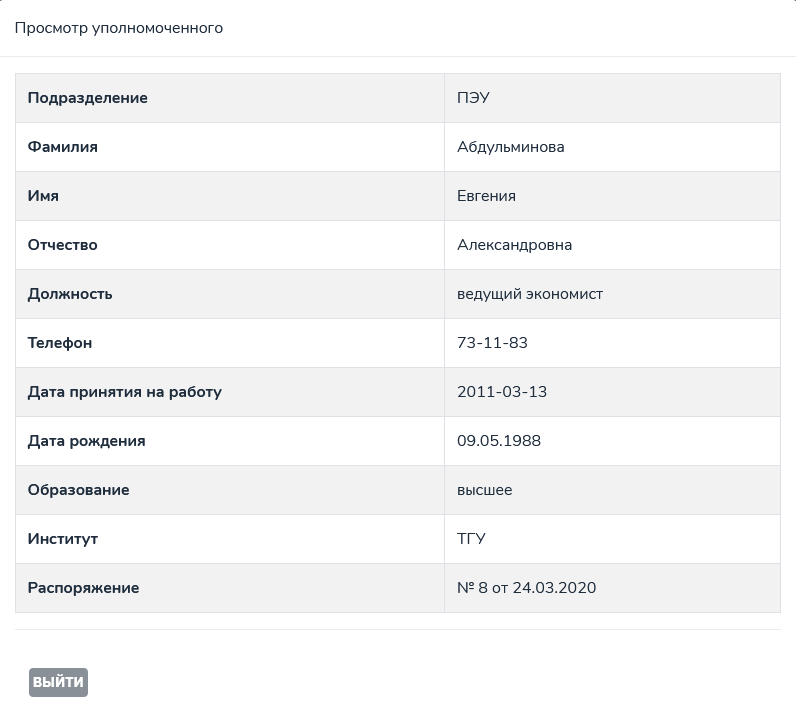 Просмотр уполномоченного
Подразделение ПЭУ
Фамилия Абдульминова
Имя Евгения
Отчество Александровна
Должность ведущий экономист
Телефон 73-11-83
Дата принятия на работу 2011-03-13
Дата рождения 09.05.1988
Образование высшее
Институт ТГУ
Распоряжение № 8 от 24.03.2020
ВЫЙТИ